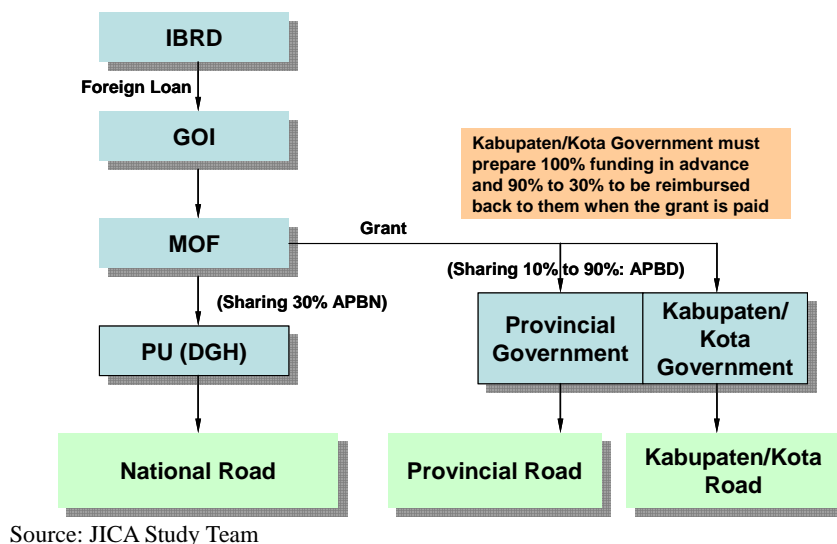 IBRD
Foreign Loan
GOI
Kabupaten/Kota Government must
prepare 100% funding in advance
and 90% to 30% to be reimbursed
back to them when the grant is paid
MOF
Grant
(Sharing 10% to 90%: APBD)
(Sharing 30% APBN)
PU (DGH)
Provincial
Government
Kabupaten/
Kota
Government
National Road
Provincial Road
Kabupaten/Kota
Road
Source: JICA Study Team